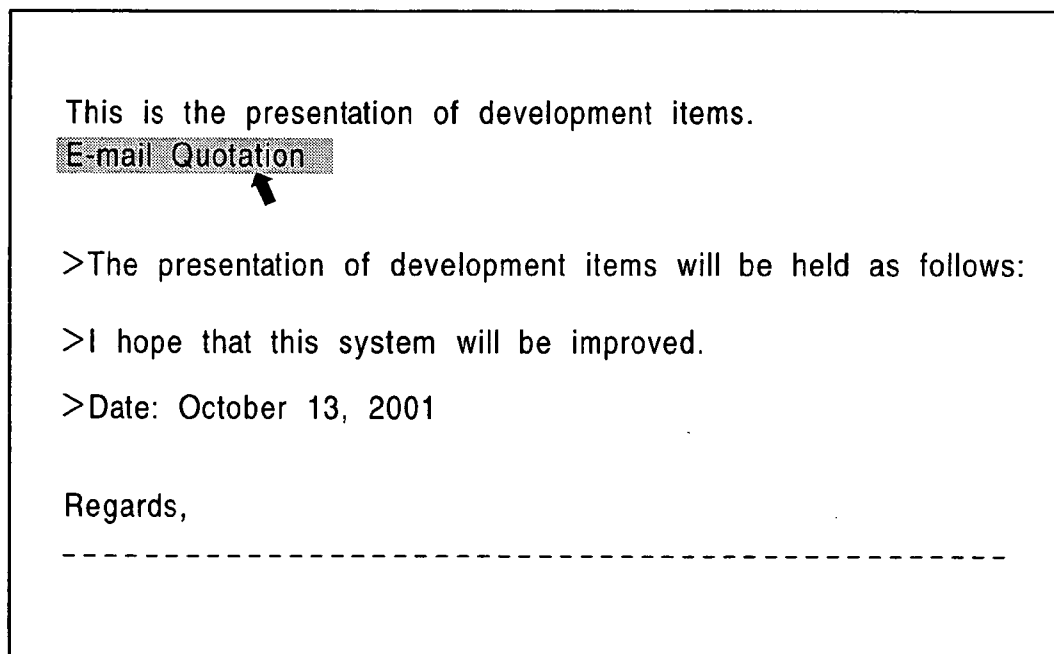 This is the presentation of development items.
E-mail Quotation
>The presentation of development items will be held as follows:
>I hope that this system will be improved.
>Date: October 13, 2001
Regards,